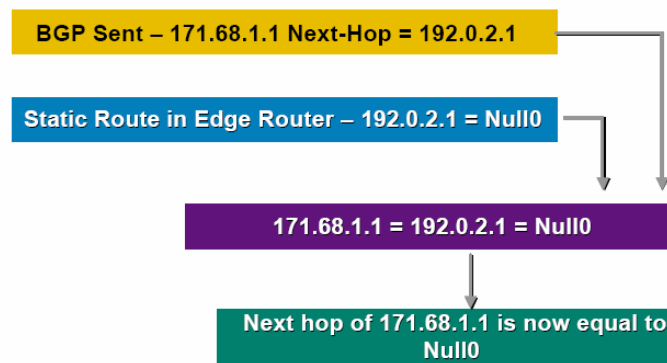 BGP Sent – 171.68.1.1 Next-Hop = 192.0.2.1
Static Route in Edge Router – 192.0.2.1 = Null0
171.68.1.1 = 192.0.2.1 = Null0
Next hop of 171.68.1.1 is now equal to
Null0